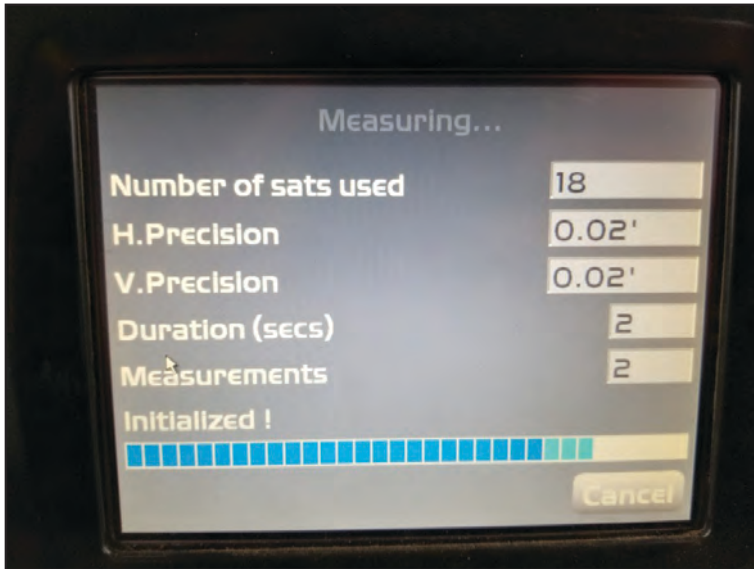 Measuring...
Number of sats used 18
H.Precision 0.02'
V.Precision 0.02'
Duration (secs) 2
Measurements 2
Initialized !
Cancel